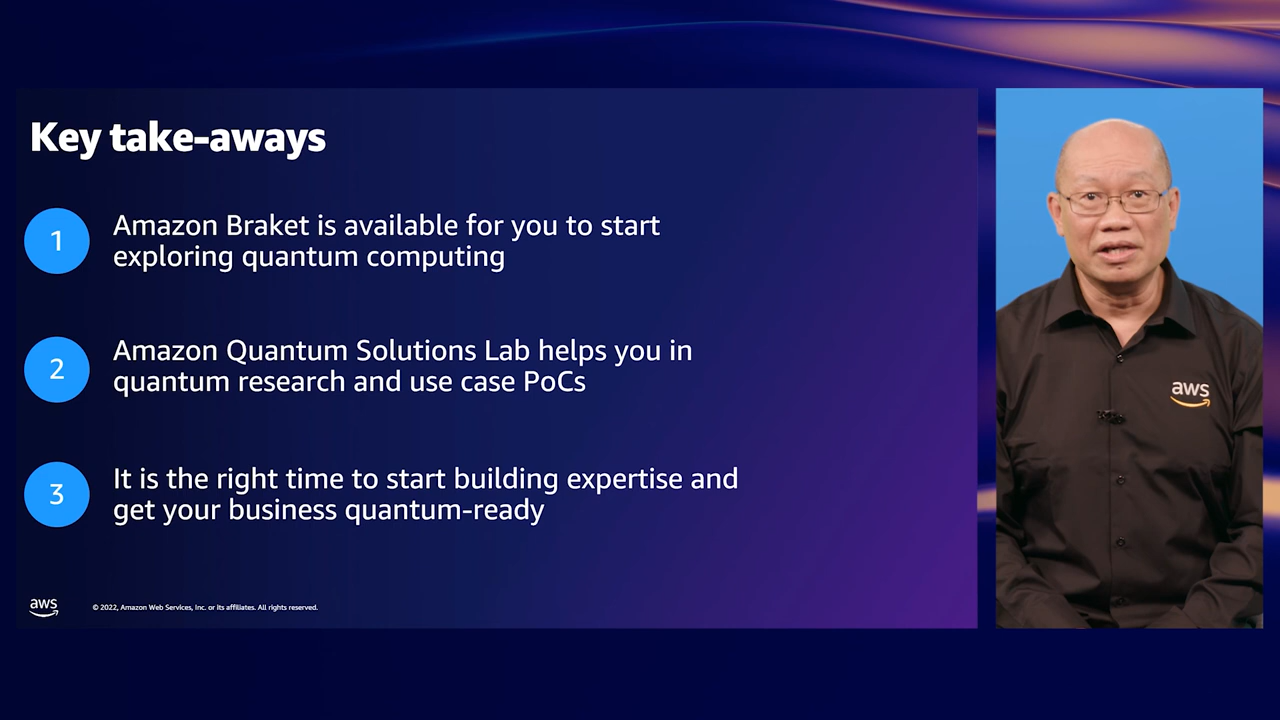 Key take-aways
1
Amazon Braket is available for you to start
exploring quantum computing
2
Amazon Quantum Solutions Lab helps you in
quantum research and use case PoCs
3
It is the right time to start building expertise and
get your business quantum-ready
aws
© 2022, Amazon Web Services, Inc. or its affiliates. All rights reserved.
aws